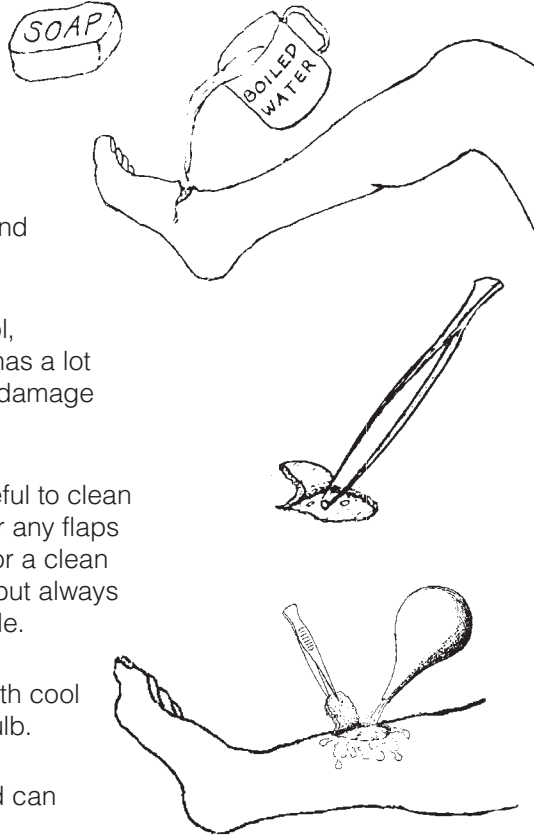 SOAP
BOILED
WATER
nd
ol,
has a lot
damage
eful to clean
r any flaps
or a clean
but always
le.
th cool
ulb.
d can